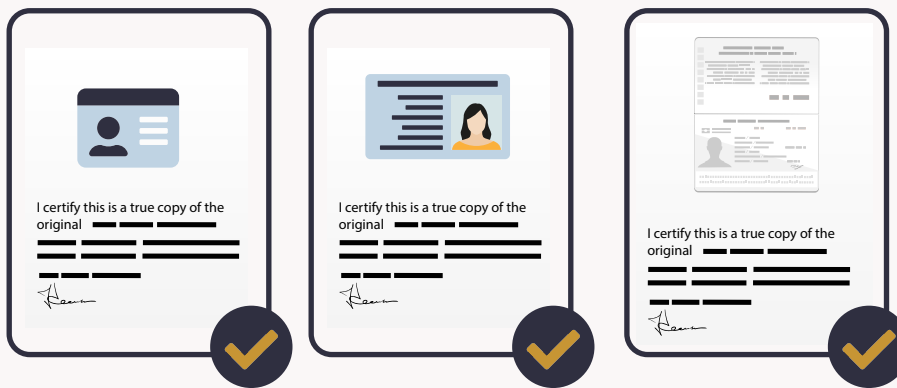 I certify this is a true copy of the
original
I certify this is a true copy of the
original
I certify this is a true copy of the
original